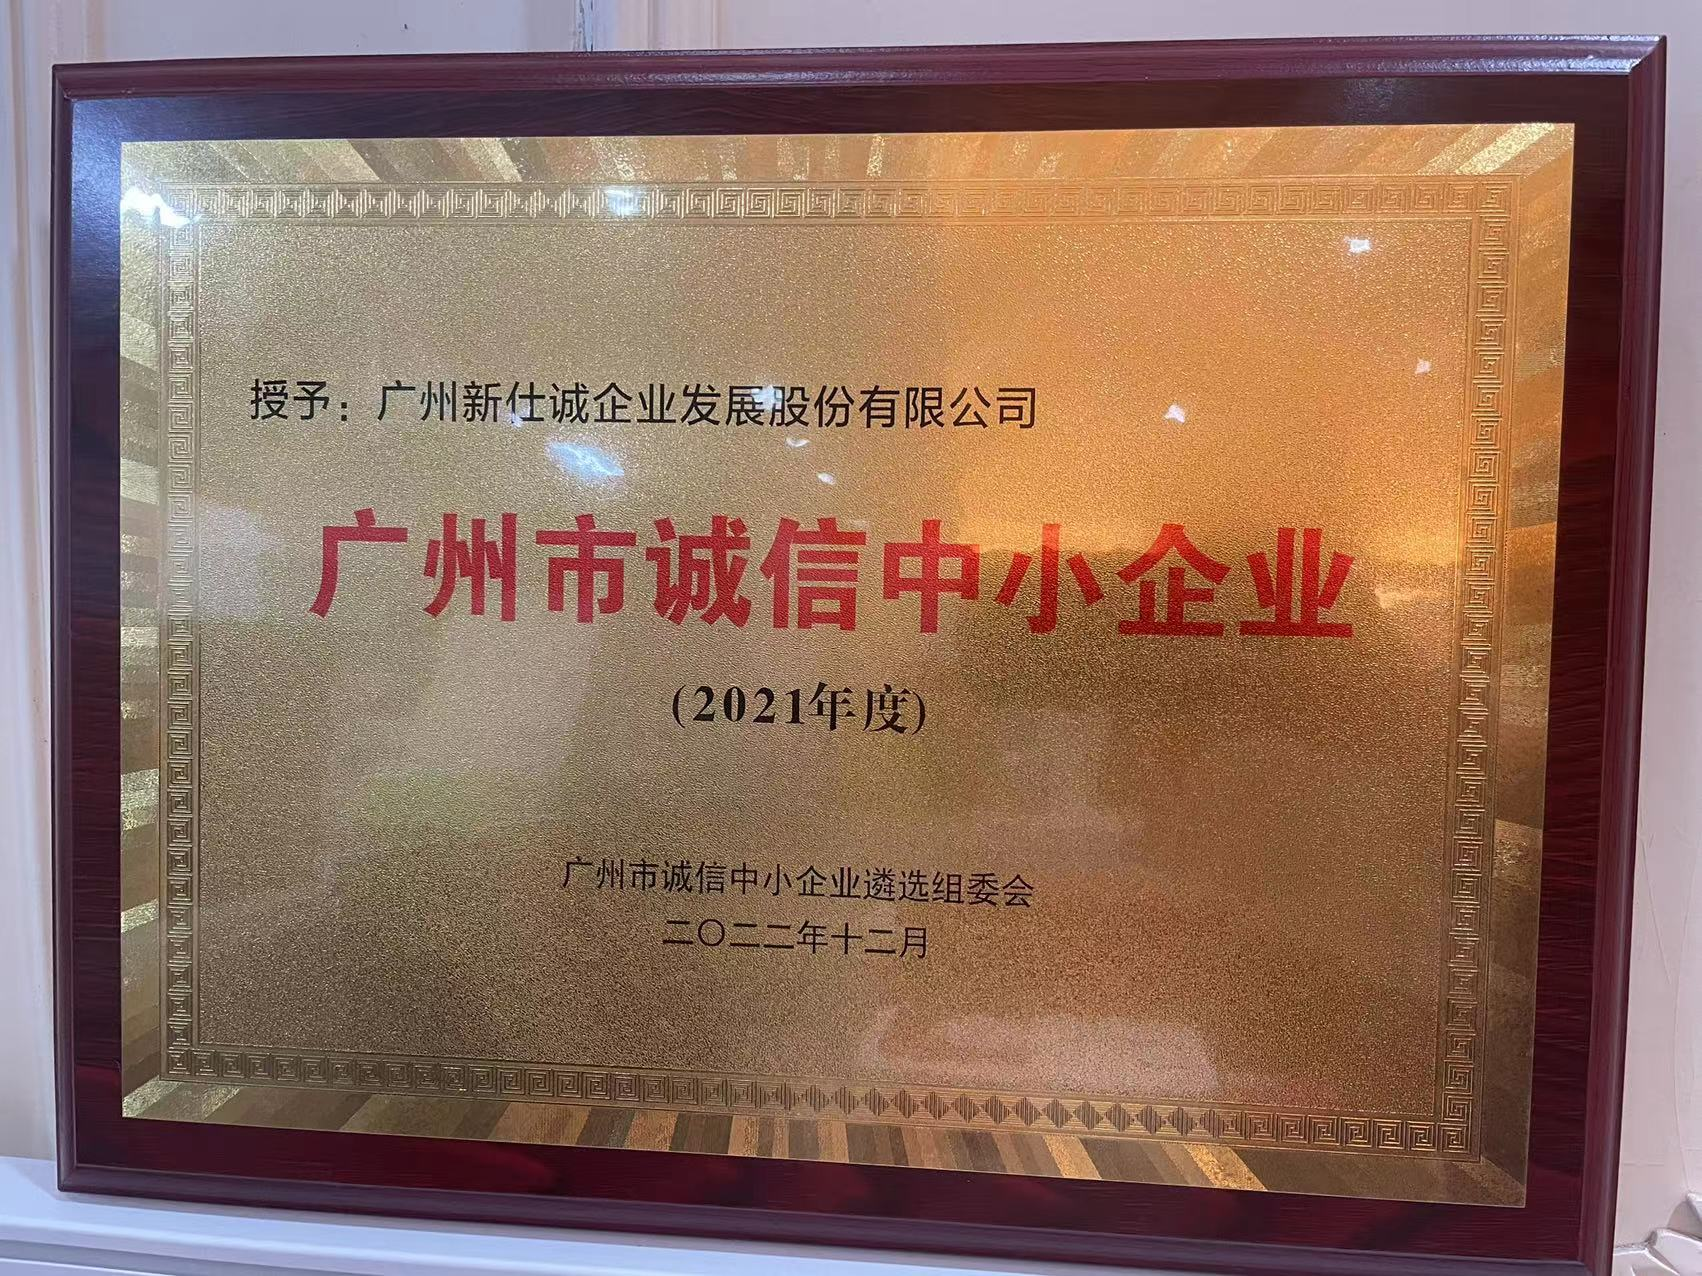 授予：广州新仕诚企业发展股份有限公司
广州市诚信中小企业
(2021年度)
广州市诚信中小企业遴选组委会
二〇二二年十二月